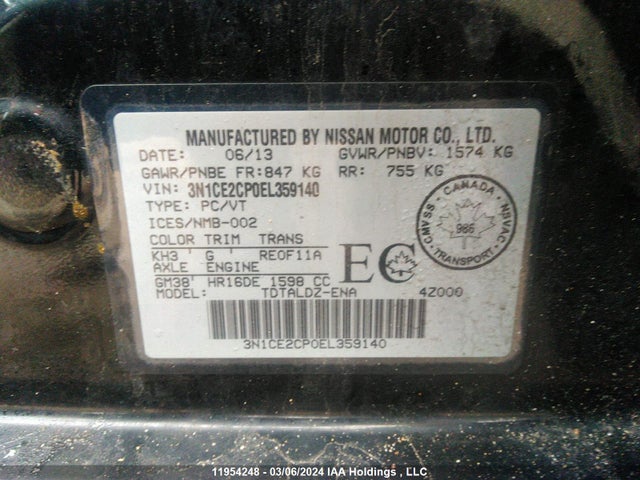 MANUFACTURED BY NISSAN MOTOR CO., LTD.
DATE: 06/13 GVWR/PNBV: 1574 KG
GAWR/PNBE FR:847 KG RR: 755 KG
VIN: 3N1CE2CP0EL359140
TYPE: PC/VT
ICES/NMB-002
COLOR TRIM TRANS
KH3 ' G ' RE0F11A
AXLE ENGINE
GM38' HR16DE 1598 CC
MODEL: TDTALDZ-ENA 4Z000
EC
CANADA
CMVSS NSVAC
986
TRANSPORT
3N1CE2CP0EL359140
11954248 - 03/06/2024 IAA Holdings , LLC